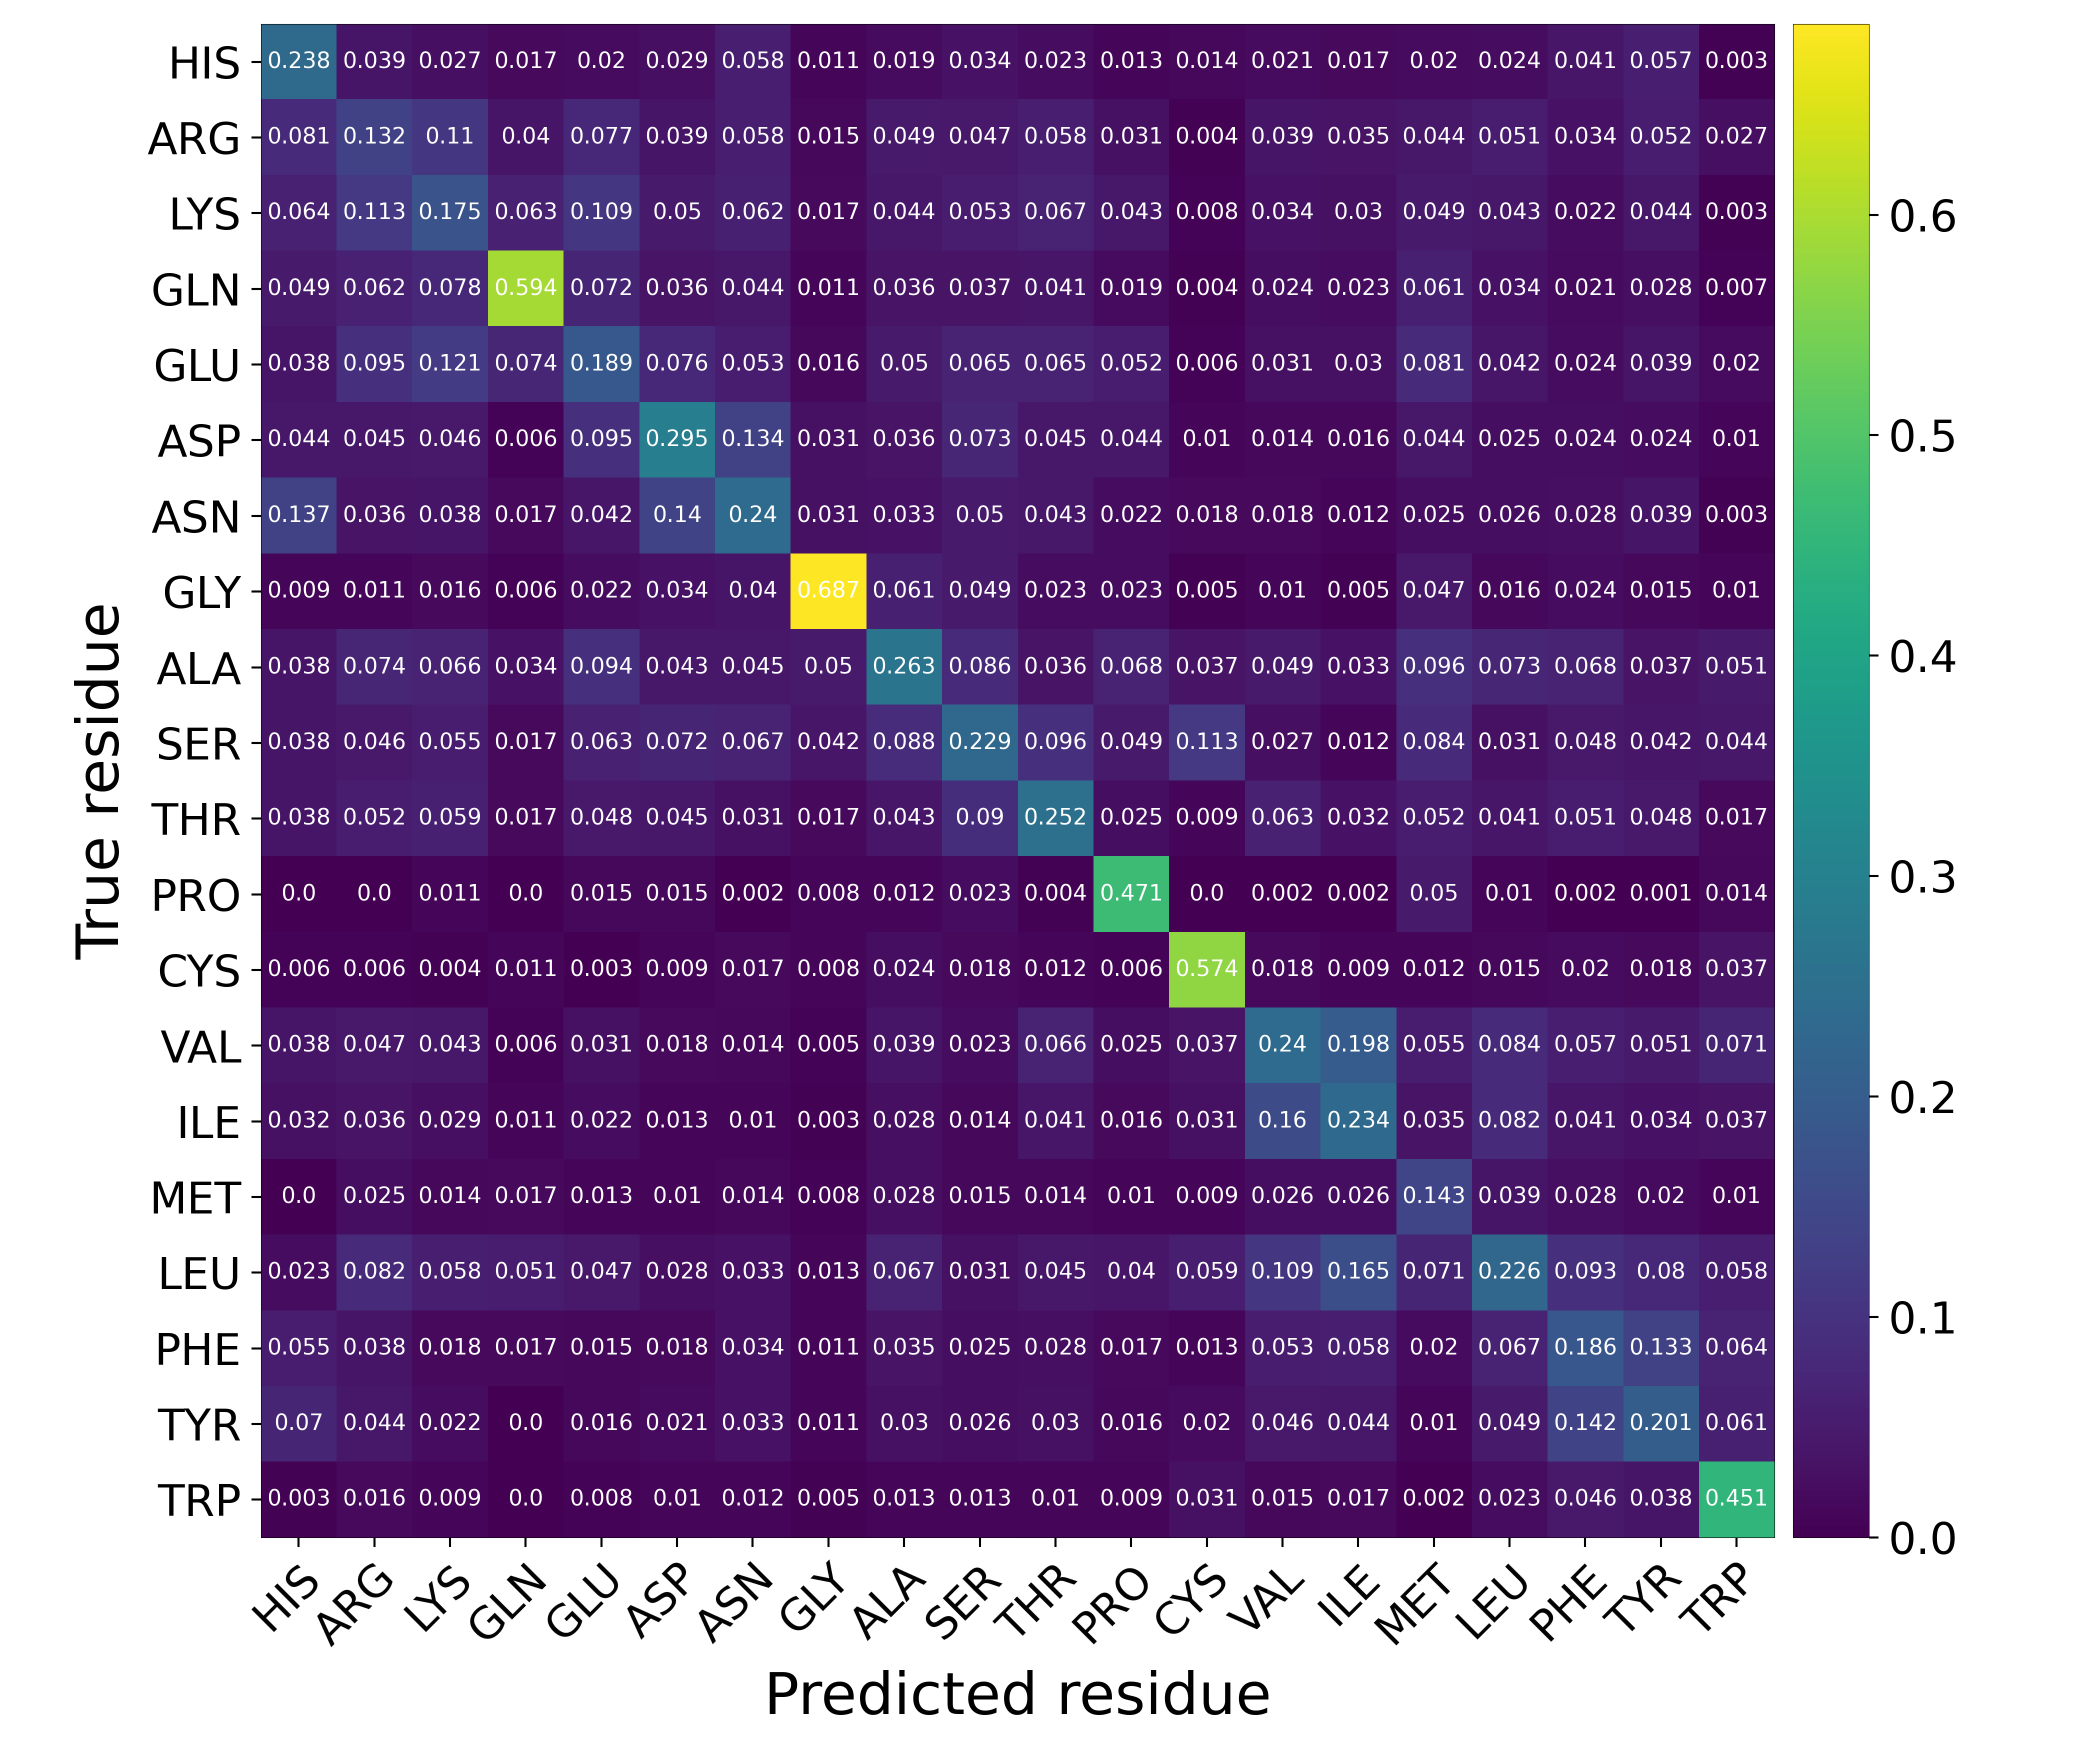 HIS 0.238 0.039 0.027 0.017 0.02 0.029 0.058 0.011 0.019 0.034 0.023 0.013 0.014 0.021 0.017 0.02 0.024 0.041 0.057 0.003
ARG 0.081 0.132 0.11 0.04 0.077 0.039 0.058 0.015 0.049 0.047 0.058 0.031 0.004 0.039 0.035 0.044 0.051 0.034 0.052 0.027
LYS 0.064 0.113 0.175 0.063 0.109 0.05 0.062 0.017 0.044 0.053 0.067 0.043 0.008 0.034 0.03 0.049 0.043 0.022 0.044 0.003
GLN 0.049 0.062 0.078 0.594 0.072 0.036 0.044 0.011 0.036 0.037 0.041 0.019 0.004 0.024 0.023 0.061 0.034 0.021 0.028 0.007
GLU 0.038 0.095 0.121 0.074 0.189 0.076 0.053 0.016 0.05 0.065 0.065 0.052 0.006 0.031 0.03 0.081 0.042 0.024 0.039 0.02
ASP 0.044 0.045 0.046 0.006 0.095 0.295 0.134 0.031 0.036 0.073 0.045 0.044 0.01 0.014 0.016 0.044 0.025 0.024 0.024 0.01
ASN 0.137 0.036 0.038 0.017 0.042 0.14 0.24 0.031 0.033 0.05 0.043 0.022 0.018 0.018 0.012 0.025 0.026 0.028 0.039 0.003
GLY 0.009 0.011 0.016 0.006 0.022 0.034 0.04 0.687 0.061 0.049 0.023 0.023 0.005 0.01 0.005 0.047 0.016 0.024 0.015 0.01
ALA 0.038 0.074 0.066 0.034 0.094 0.043 0.045 0.05 0.263 0.086 0.036 0.068 0.037 0.049 0.033 0.096 0.073 0.068 0.037 0.051
SER 0.038 0.046 0.055 0.017 0.063 0.072 0.067 0.042 0.088 0.229 0.096 0.049 0.113 0.027 0.012 0.084 0.031 0.048 0.042 0.044
THR 0.038 0.052 0.059 0.017 0.048 0.045 0.031 0.017 0.043 0.09 0.252 0.025 0.009 0.063 0.032 0.052 0.041 0.051 0.048 0.017
PRO 0.0 0.0 0.011 0.0 0.015 0.015 0.002 0.008 0.012 0.023 0.004 0.471 0.0 0.002 0.002 0.05 0.01 0.002 0.001 0.014
CYS 0.006 0.006 0.004 0.011 0.003 0.009 0.017 0.008 0.024 0.018 0.012 0.006 0.574 0.018 0.009 0.012 0.015 0.02 0.018 0.037
VAL 0.038 0.047 0.043 0.006 0.031 0.018 0.014 0.005 0.039 0.023 0.066 0.025 0.037 0.24 0.198 0.055 0.084 0.057 0.051 0.071
ILE 0.032 0.036 0.029 0.011 0.022 0.013 0.01 0.003 0.028 0.014 0.041 0.016 0.031 0.16 0.234 0.035 0.082 0.041 0.034 0.037
MET 0.0 0.025 0.014 0.017 0.013 0.01 0.014 0.008 0.028 0.015 0.014 0.01 0.009 0.026 0.026 0.143 0.039 0.028 0.02 0.01
LEU 0.023 0.082 0.058 0.051 0.047 0.028 0.033 0.013 0.067 0.031 0.045 0.04 0.059 0.109 0.165 0.071 0.226 0.093 0.08 0.058
PHE 0.055 0.038 0.018 0.017 0.015 0.018 0.034 0.011 0.035 0.025 0.028 0.017 0.013 0.053 0.058 0.02 0.067 0.186 0.133 0.064
TYR 0.07 0.044 0.022 0.0 0.016 0.021 0.033 0.011 0.03 0.026 0.03 0.016 0.02 0.046 0.044 0.01 0.049 0.142 0.201 0.061
TRP 0.003 0.016 0.009 0.0 0.008 0.01 0.012 0.005 0.013 0.013 0.01 0.009 0.031 0.015 0.017 0.002 0.023 0.046 0.038 0.451
HIS ARG LYS GLN GLU ASP ASN GLY ALA SER THR PRO CYS VAL ILE MET LEU PHE TYR TRP
Predicted residue
True residue
0.6
0.5
0.4
0.3
0.2
0.1
0.0